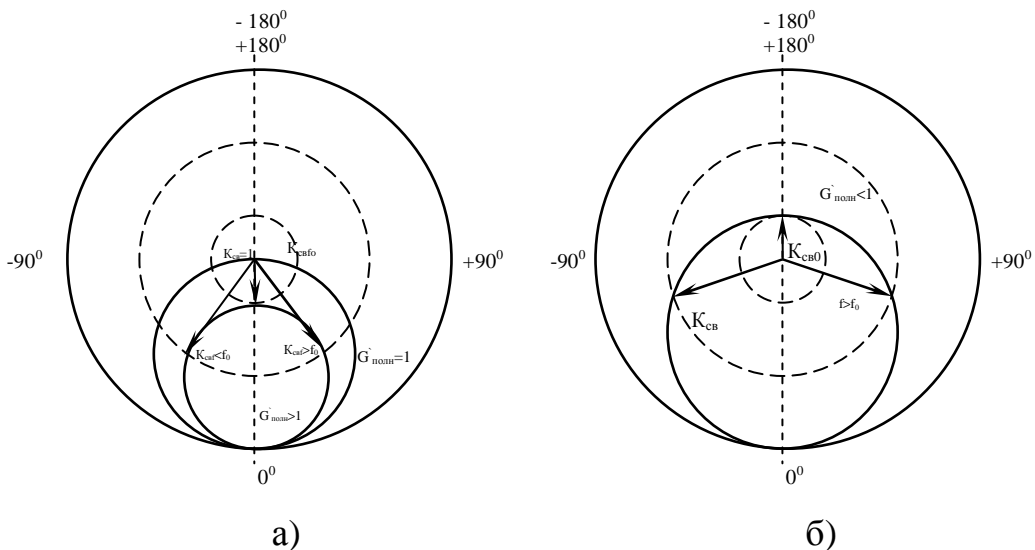 - 180⁰
+180⁰
-90⁰
Kсв=1
Kсвfо
+90⁰
Kсвf<f₀
Kсвf>f₀
G`полн=1
G`полн>1
0⁰
а)
- 180⁰
+180⁰
G`полн<1
-90⁰
Kсв0
+90⁰
f>f₀
Kсв
0⁰
б)